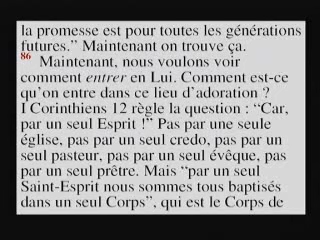 la promesse est pour toutes les générations
futures.” Maintenant on trouve ça.
86 Maintenant, nous voulons voir
comment entrer en Lui. Comment est-ce
qu’on entre dans ce lieu d’adoration ?
I Corinthiens 12 règle la question : “Car,
par un seul Esprit !” Pas par une seule
église, pas par un seul credo, pas par un
seul pasteur, pas par un seul évêque, pas
par un seul prêtre. Mais “par un seul
Saint-Esprit nous sommes tous baptisés
dans un seul Corps”, qui est le Corps de